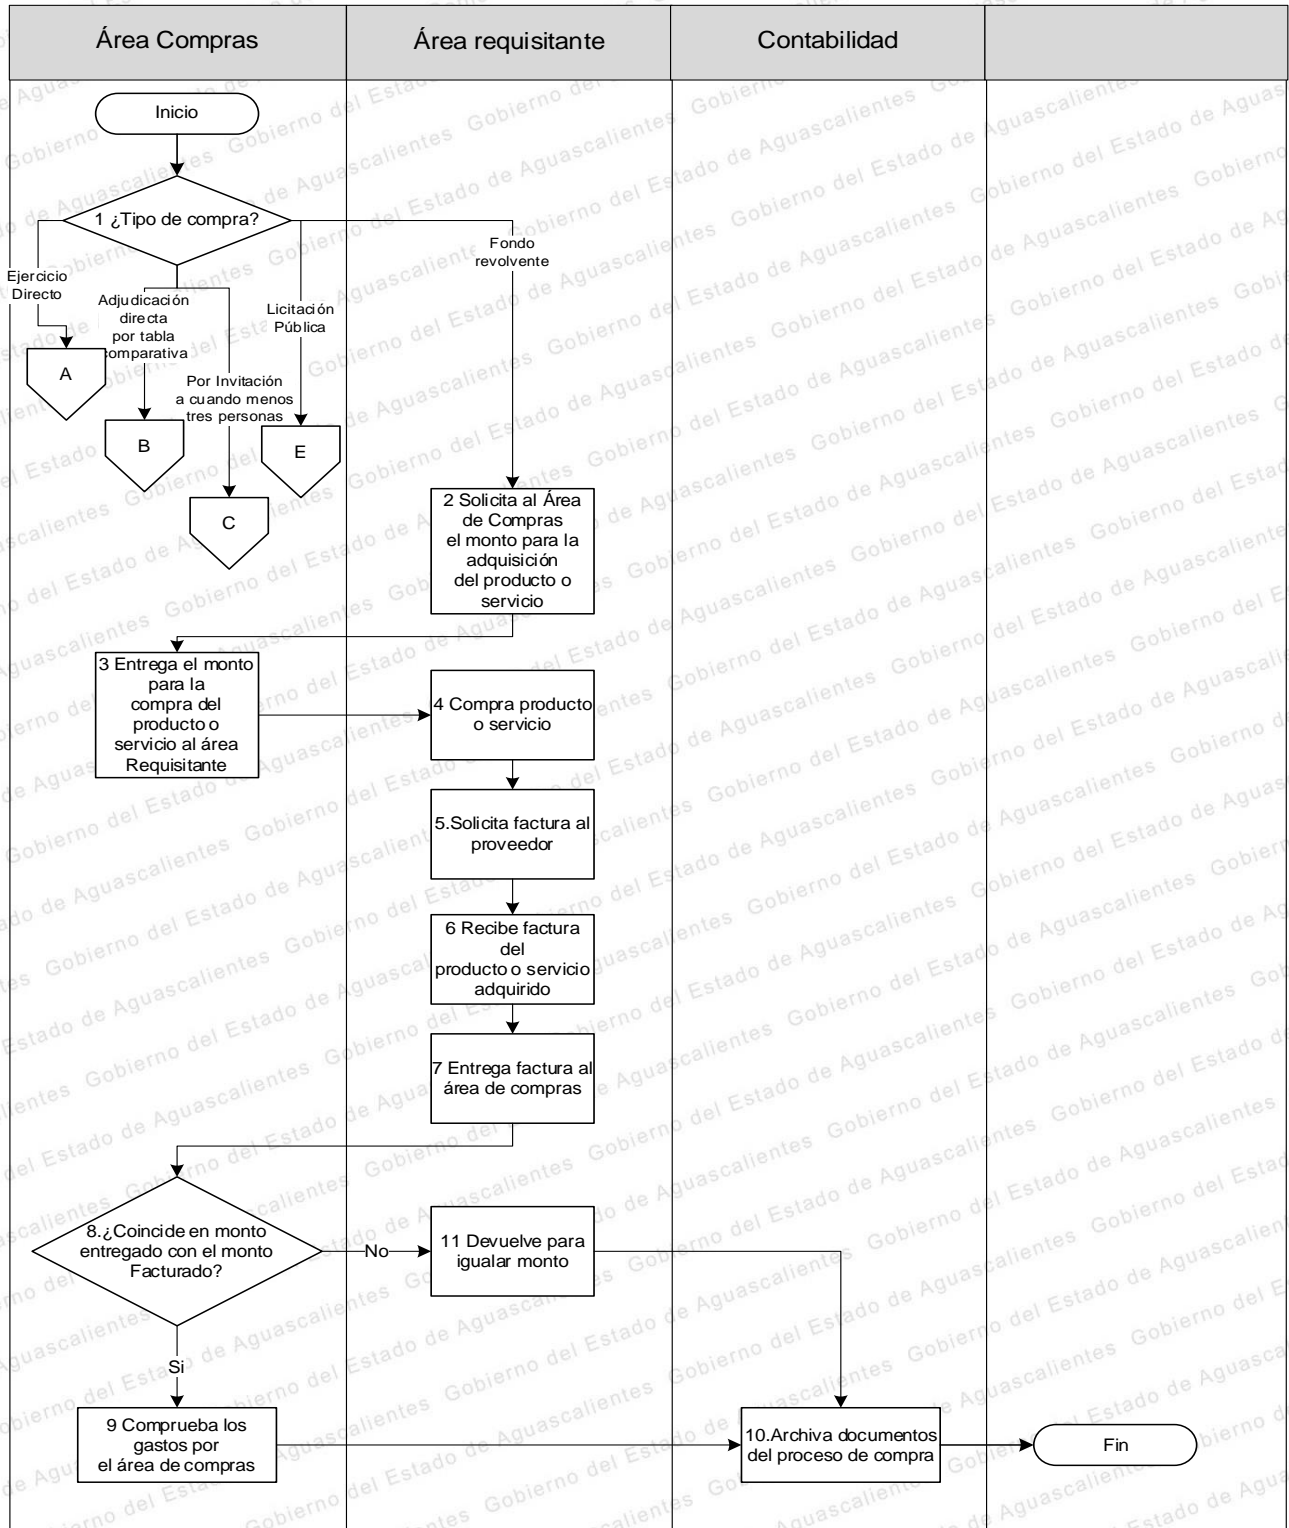 Área Compras
Área requisitante
Contabilidad
Inicio
1 ¿Tipo de compra?
Ejercicio
Directo
Adjudicación
directa
por tabla
comparativa
Por Invitación
a cuando menos
tres personas
Licitación
Pública
Fondo
revolvente
A
B
C
E
2 Solicita al Área
de Compras
el monto para la
adquisición
del producto o
servicio
3 Entrega el monto
para la
compra del
producto o
servicio al área
Requisitante
4 Compra producto
o servicio
5.Solicita factura al
proveedor
6 Recibe factura
del
producto o servicio
adquirido
7 Entrega factura al
área de compras
8.¿Coincide en monto
entregado con el monto
Facturado?
No
11 Devuelve para
igualar monto
Si
9 Comprueba los
gastos por
el área de compras
10.Archiva documentos
del proceso de compra
Fin
Gobierno del Estado de Aguascalientes